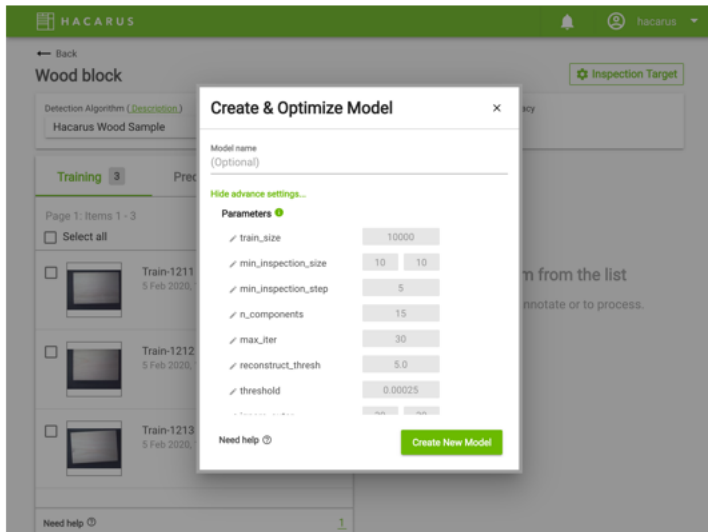 HACARUS
hacarus
Back
Wood block
Inspection Target
Detection Algorithm (Description)
Hacarus Wood Sample
Training 3
Page 1: Items 1 - 3
Select all
Train-1211
5 Feb 2020,
Train-1212
5 Feb 2020,
Train-1213
5 Feb 2020,
Need help
1
Create & Optimize Model
Model name
(Optional)
Hide advance settings...
Parameters
train_size 10000
min_inspection_size 10 10
min_inspection_step 5
n_components 15
max_iter 30
reconstruct_thresh 5.0
threshold 0.00025
Need help
Create New Model
from the list
or to process.